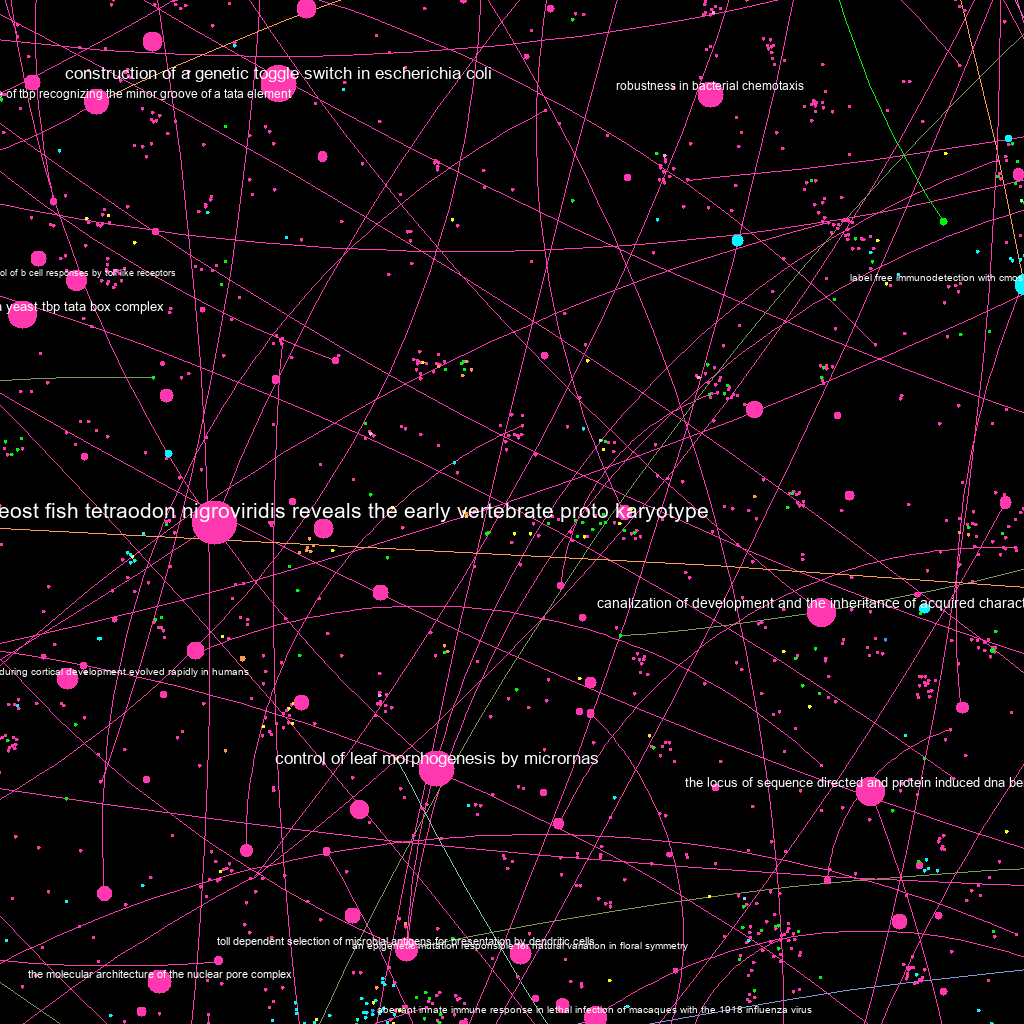 construction of a genetic toggle switch in escherichia coli
robustness in bacterial chemotaxis
of tbp recognizing the minor groove of a tata element
ol of b cell responses by toll like receptors
label free immunodetection with cmos
yeast tbp tata box complex
eost fish tetraodon nigroviridis reveals the early vertebrate proto karyotype
canalization of development and the inheritance of acquired charact
during cortical development evolved rapidly in humans
control of leaf morphogenesis by micrornas
the locus of sequence directed and protein induced dna be
toll dependent selection of microbial antigens for presentation by dendritic cells
an epigenetic mutation responsible for natural variation in floral symmetry
the molecular architecture of the nuclear pore complex
aberrant innate immune response in lethal infection of macaques with the 1918 influenza virus